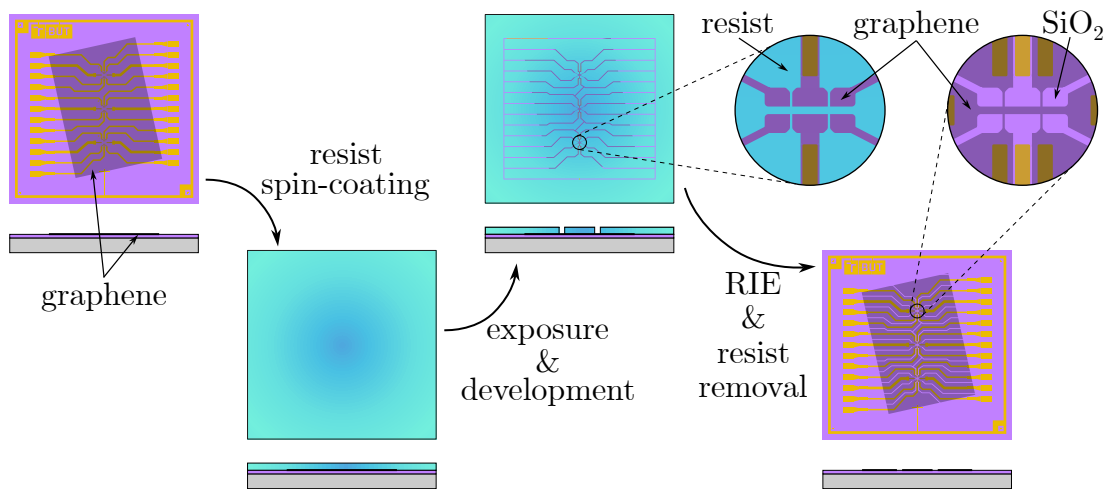 graphene
resist
spin-coating
exposure
&
development
resist
graphene
SiO₂
RIE
&
resist
removal